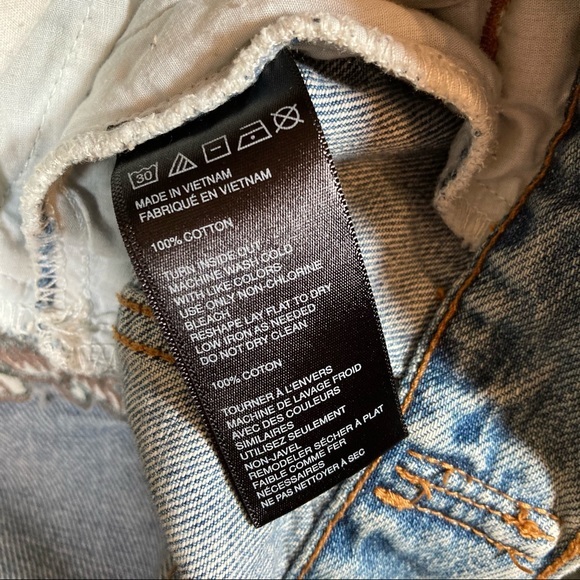 30
MADE IN VIETNAM
FABRIQUÉ EN VIETNAM
100% COTTON
TURN INSIDE OUT
MACHINE WASH COLD
WITH LIKE COLORS
USE ONLY NON-CHLORINE
BLEACH
RESHAPE LAY FLAT TO DRY
LOW IRON AS NEEDED
DO NOT DRY CLEAN
100% COTON
TOURNER À L'ENVERS
MACHINE DE LAVAGE FROID
AVEC DES COULEURS
SIMILAIRES
UTILISEZ SEULEMENT
NON-JAVEL
REMODELER SÉCHER À PLAT
FAIBLE COMME FER
NÉCESSAIRES
NE PAS NETTOYER À SEC